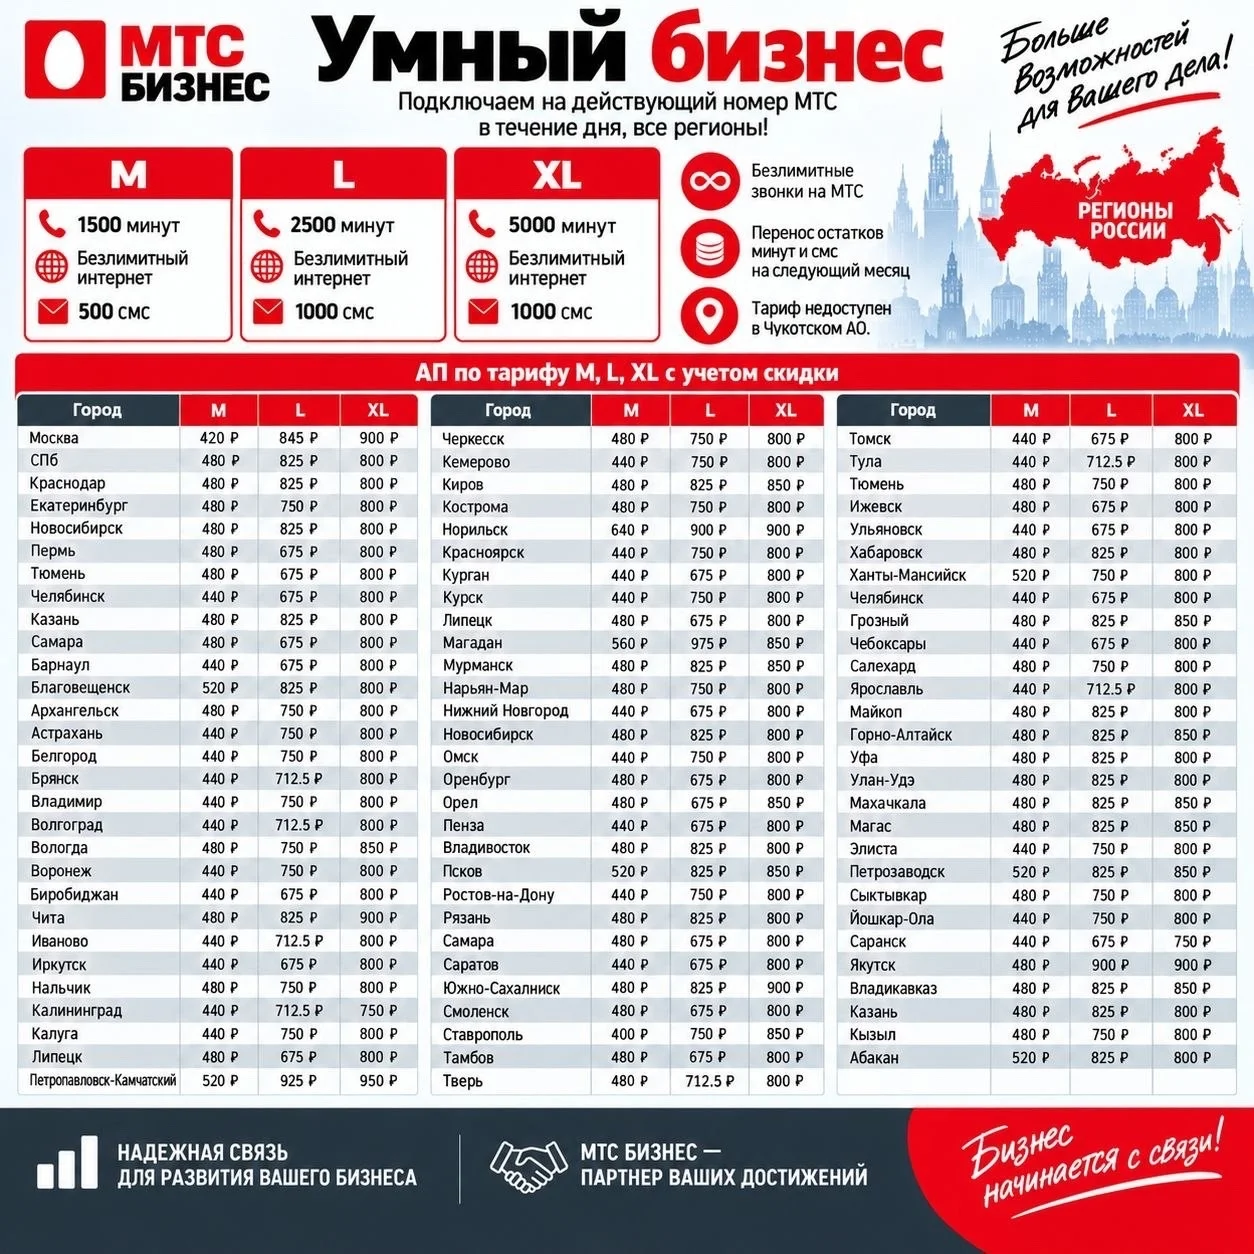 МТС
БИЗНЕС
Умный бизнес
Подключаем на действующий номер МТС
в течение дня, все регионы!
Больше
Возможностей
для Вашего дела!
M
1500 минут
Безлимитный
интернет
500 смс
L
2500 минут
Безлимитный
интернет
1000 смс
XL
5000 минут
Безлимитный
интернет
1000 смс
Безлимитные
звонки на МТС
Перенос остатков
минут и смс
на следующий месяц
Тариф недоступен
в Чукотском АО.
РЕГИОНЫ
РОССИИ
АП по тарифу M, L, XL с учетом скидки
Город M L XL
Москва 420 ₽ 845 ₽ 900 ₽
СПб 480 ₽ 825 ₽ 800 ₽
Краснодар 480 ₽ 825 ₽ 800 ₽
Екатеринбург 480 ₽ 750 ₽ 800 ₽
Новосибирск 480 ₽ 825 ₽ 800 ₽
Пермь 480 ₽ 675 ₽ 800 ₽
Тюмень 480 ₽ 675 ₽ 800 ₽
Челябинск 440 ₽ 675 ₽ 800 ₽
Казань 480 ₽ 825 ₽ 800 ₽
Самара 480 ₽ 675 ₽ 800 ₽
Барнаул 440 ₽ 675 ₽ 800 ₽
Благовещенск 520 ₽ 825 ₽ 800 ₽
Архангельск 480 ₽ 750 ₽ 800 ₽
Астрахань 440 ₽ 750 ₽ 800 ₽
Белгород 440 ₽ 750 ₽ 800 ₽
Брянск 440 ₽ 712.5 ₽ 800 ₽
Владимир 440 ₽ 750 ₽ 800 ₽
Волгоград 440 ₽ 712.5 ₽ 800 ₽
Вологда 480 ₽ 750 ₽ 850 ₽
Воронеж 440 ₽ 750 ₽ 800 ₽
Биробиджан 440 ₽ 675 ₽ 800 ₽
Чита 480 ₽ 825 ₽ 900 ₽
Иваново 440 ₽ 712.5 ₽ 800 ₽
Иркутск 440 ₽ 675 ₽ 800 ₽
Нальчик 480 ₽ 750 ₽ 800 ₽
Калининград 440 ₽ 712.5 ₽ 750 ₽
Калуга 440 ₽ 750 ₽ 800 ₽
Липецк 480 ₽ 675 ₽ 800 ₽
Петропавловск-Камчатский 520 ₽ 925 ₽ 950 ₽
Город M L XL
Черкесск 480 ₽ 750 ₽ 800 ₽
Кемерово 440 ₽ 750 ₽ 800 ₽
Киров 480 ₽ 825 ₽ 850 ₽
Кострома 480 ₽ 750 ₽ 800 ₽
Норильск 640 ₽ 900 ₽ 900 ₽
Красноярск 440 ₽ 750 ₽ 800 ₽
Курган 440 ₽ 675 ₽ 800 ₽
Курск 440 ₽ 750 ₽ 800 ₽
Липецк 480 ₽ 675 ₽ 800 ₽
Магадан 560 ₽ 975 ₽ 850 ₽
Мурманск 480 ₽ 825 ₽ 850 ₽
Нарьян-Мар 480 ₽ 750 ₽ 800 ₽
Нижний Новгород 440 ₽ 675 ₽ 800 ₽
Новосибирск 480 ₽ 825 ₽ 800 ₽
Омск 440 ₽ 750 ₽ 800 ₽
Оренбург 480 ₽ 675 ₽ 800 ₽
Орел 480 ₽ 675 ₽ 850 ₽
Пенза 440 ₽ 675 ₽ 800 ₽
Владивосток 480 ₽ 825 ₽ 800 ₽
Псков 520 ₽ 825 ₽ 850 ₽
Ростов-на-Дону 440 ₽ 750 ₽ 800 ₽
Рязань 480 ₽ 825 ₽ 800 ₽
Самара 480 ₽ 675 ₽ 800 ₽
Саратов 440 ₽ 675 ₽ 800 ₽
Южно-Сахалниск 480 ₽ 825 ₽ 900 ₽
Смоленск 480 ₽ 675 ₽ 800 ₽
Ставрополь 400 ₽ 750 ₽ 850 ₽
Тамбов 480 ₽ 675 ₽ 800 ₽
Тверь 480 ₽ 712.5 ₽ 800 ₽
Город M L XL
Томск 440 ₽ 675 ₽ 800 ₽
Тула 440 ₽ 712.5 ₽ 800 ₽
Тюмень 480 ₽ 750 ₽ 800 ₽
Ижевск 480 ₽ 675 ₽ 800 ₽
Ульяновск 440 ₽ 675 ₽ 800 ₽
Хабаровск 480 ₽ 825 ₽ 800 ₽
Ханты-Мансийск 520 ₽ 750 ₽ 800 ₽
Челябинск 440 ₽ 675 ₽ 800 ₽
Грозный 480 ₽ 825 ₽ 850 ₽
Чебоксары 440 ₽ 675 ₽ 800 ₽
Салехард 480 ₽ 750 ₽ 800 ₽
Ярославль 440 ₽ 712.5 ₽ 800 ₽
Майкоп 480 ₽ 825 ₽ 800 ₽
Горно-Алтайск 480 ₽ 825 ₽ 850 ₽
Уфа 480 ₽ 825 ₽ 800 ₽
Улан-Удэ 480 ₽ 825 ₽ 800 ₽
Махачкала 480 ₽ 825 ₽ 850 ₽
Магас 480 ₽ 825 ₽ 850 ₽
Элиста 440 ₽ 750 ₽ 800 ₽
Петрозаводск 520 ₽ 825 ₽ 850 ₽
Сыктывкар 480 ₽ 750 ₽ 800 ₽
Йошкар-Ола 440 ₽ 750 ₽ 800 ₽
Саранск 440 ₽ 675 ₽ 750 ₽
Якутск 480 ₽ 900 ₽ 900 ₽
Владикавказ 480 ₽ 825 ₽ 850 ₽
Казань 480 ₽ 825 ₽ 800 ₽
Кызыл 480 ₽ 750 ₽ 800 ₽
Абакан 520 ₽ 825 ₽ 800 ₽
НАДЕЖНАЯ СВЯЗЬ
ДЛЯ РАЗВИТИЯ ВАШЕГО БИЗНЕСА
МТС БИЗНЕС —
ПАРТНЕР ВАШИХ ДОСТИЖЕНИЙ
Бизнес
начинается с связи!